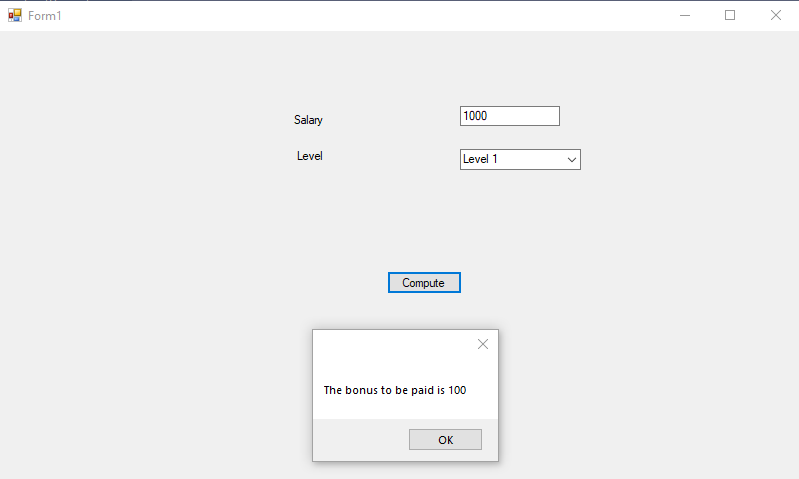 Form1
Salary 1000
Level Level 1
Compute
The bonus to be paid is 100
OK